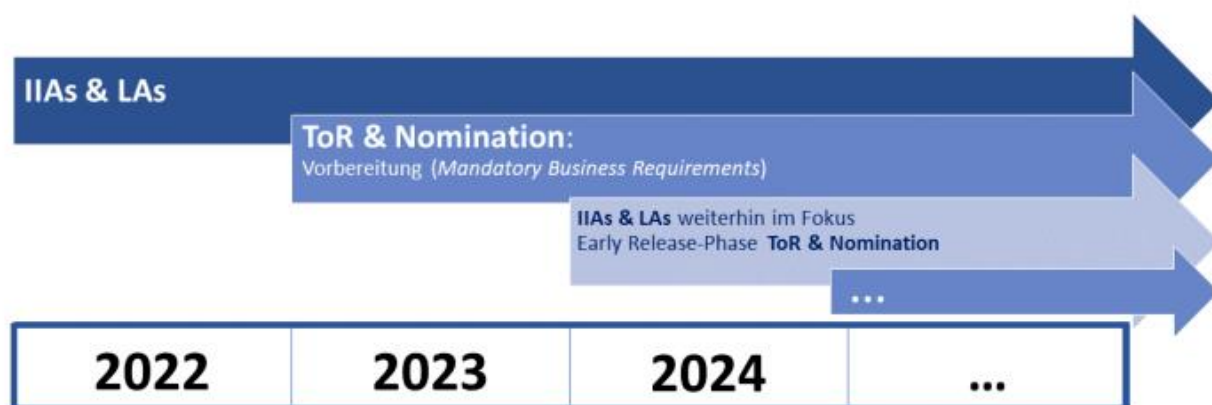 IIAs & LAs
ToR & Nomination:
Vorbereitung (Mandatory Business Requirements)
IIAs & LAs weiterhin im Fokus
Early Release-Phase ToR & Nomination
...
2022 2023 2024 ...